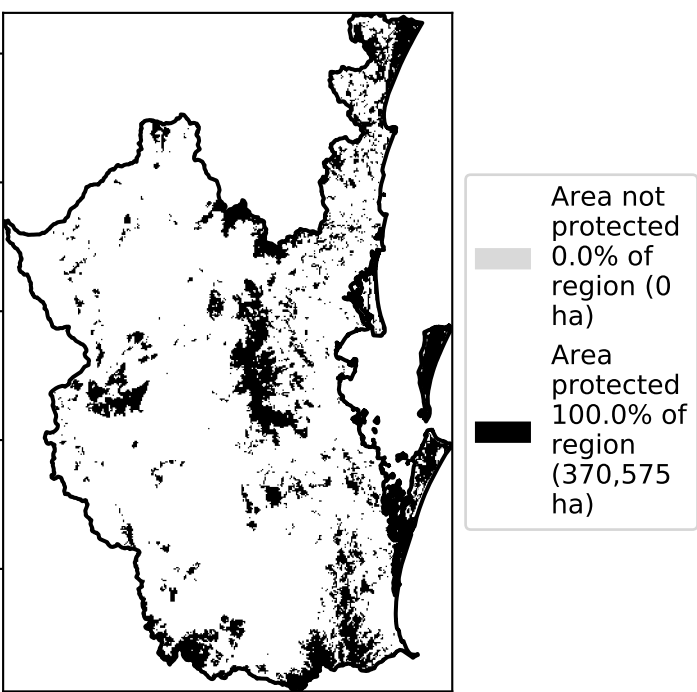 Area not
protected
0.0% of
region (0
ha)
Area
protected
100.0% of
region
(370,575
ha)